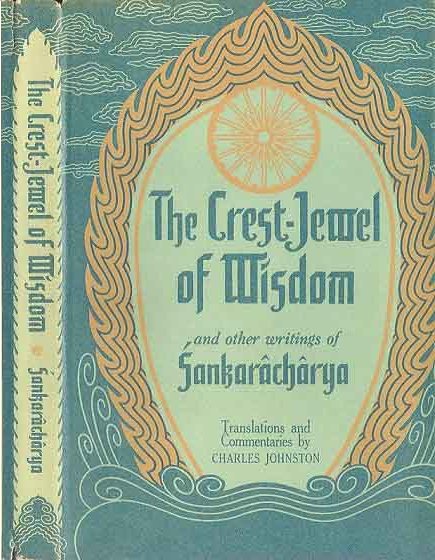 The Crest-Jewel of Wisdom Śankarâchârya
The Crest-Jewel
of Wisdom
and other writings of
Śankarâchârya
Translations and
Commentaries by
CHARLES JOHNSTON